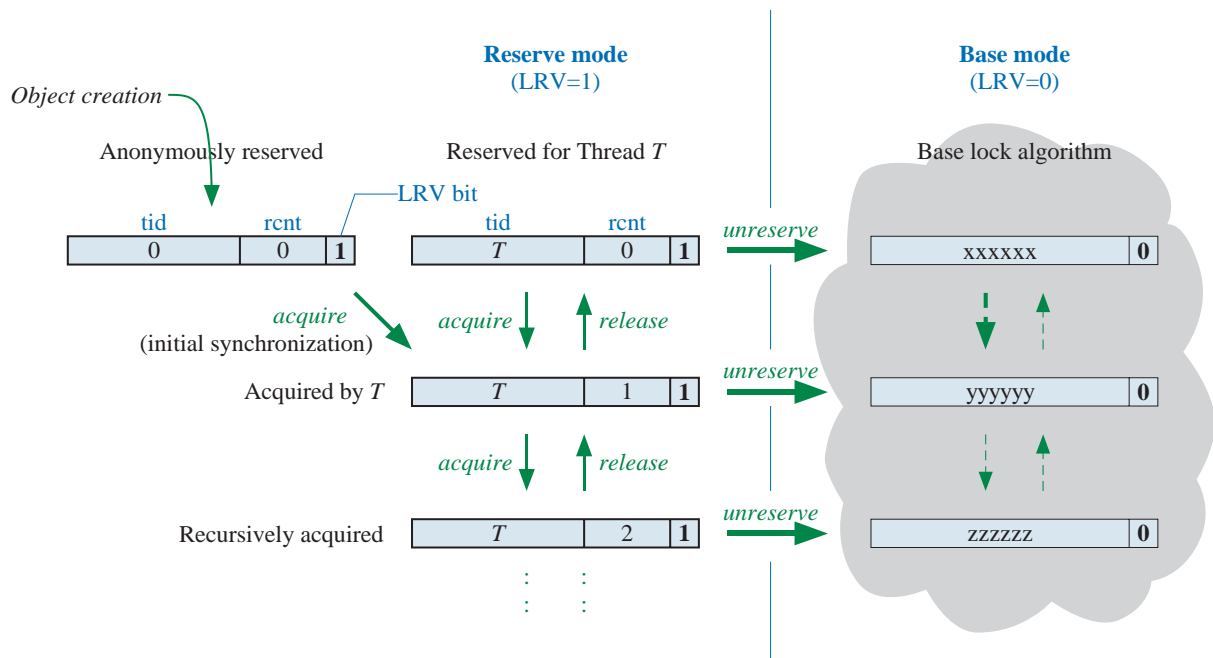 Reserve mode
(LRV=1)
Base mode
(LRV=0)
Object creation
Anonymously reserved
Reserved for Thread T
Base lock algorithm
LRV bit
tid
rcnt
tid
rcnt
unreserve
0
0
1
T
0
1
xxxxxx
0
acquire
(initial synchronization)
acquire
release
unreserve
Acquired by T
T
1
1
yyyyyy
0
acquire
release
unreserve
Recursively acquired
T
2
1
zzzzzz
0
: :
: :